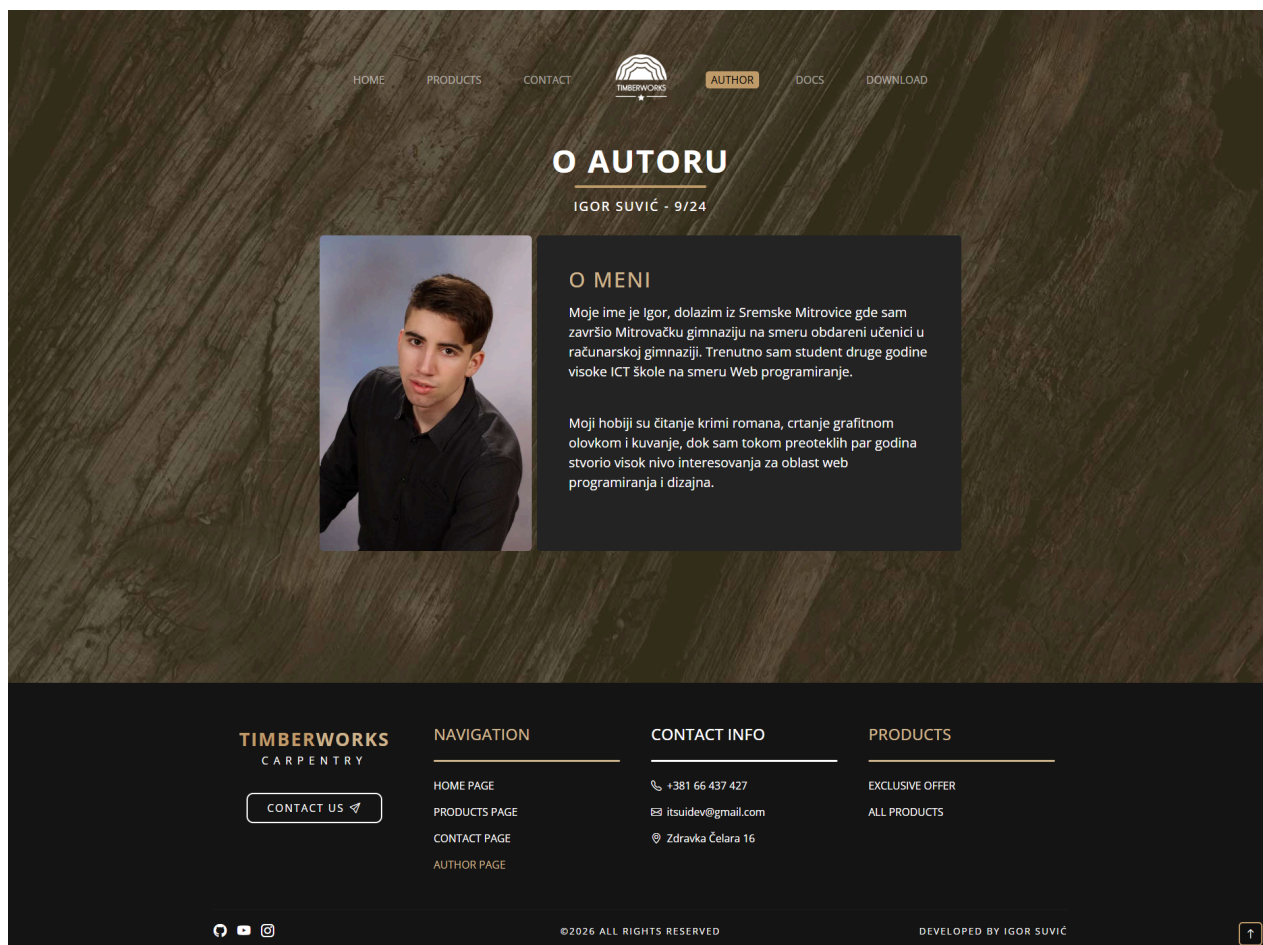 HOME PRODUCTS CONTACT TIMBERWORKS AUTHOR DOCS DOWNLOAD
O AUTORU
IGOR SUVIĆ - 9/24
O MENI
Moje ime je Igor, dolazim iz Sremske Mitrovice gde sam
završio Mitrovačku gimnaziju na smeru obdareni učenici u
računarskoj gimnaziji. Trenutno sam student druge godine
visoke ICT škole na smeru Web programiranje.
Moji hobiji su čitanje krimi romana, crtanje grafitnom
olovkom i kuvanje, dok sam tokom preoteklih par godina
stvorio visok nivo interesovanja za oblast web
programiranja i dizajna.
TIMBERWORKS
CARPENTRY
CONTACT US
NAVIGATION
HOME PAGE
PRODUCTS PAGE
CONTACT PAGE
AUTHOR PAGE
CONTACT INFO
+381 66 437 427
itsuidev@gmail.com
Zdravka Čelara 16
PRODUCTS
EXCLUSIVE OFFER
ALL PRODUCTS
©2026 ALL RIGHTS RESERVED
DEVELOPED BY IGOR SUVIĆ